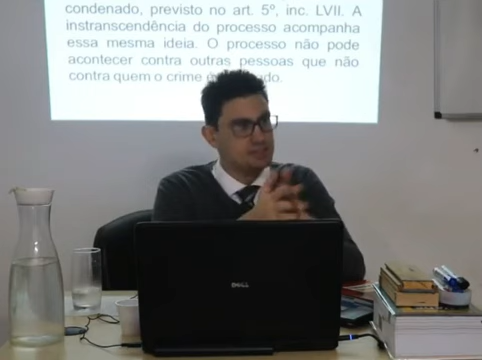 condenado, previsto no art. 5º, inc. LVII. A
instranscendência do processo acompanha
essa mesma ideia. O processo não pode
acontecer contra outras pessoas que não
contra quem o crime é
DELL